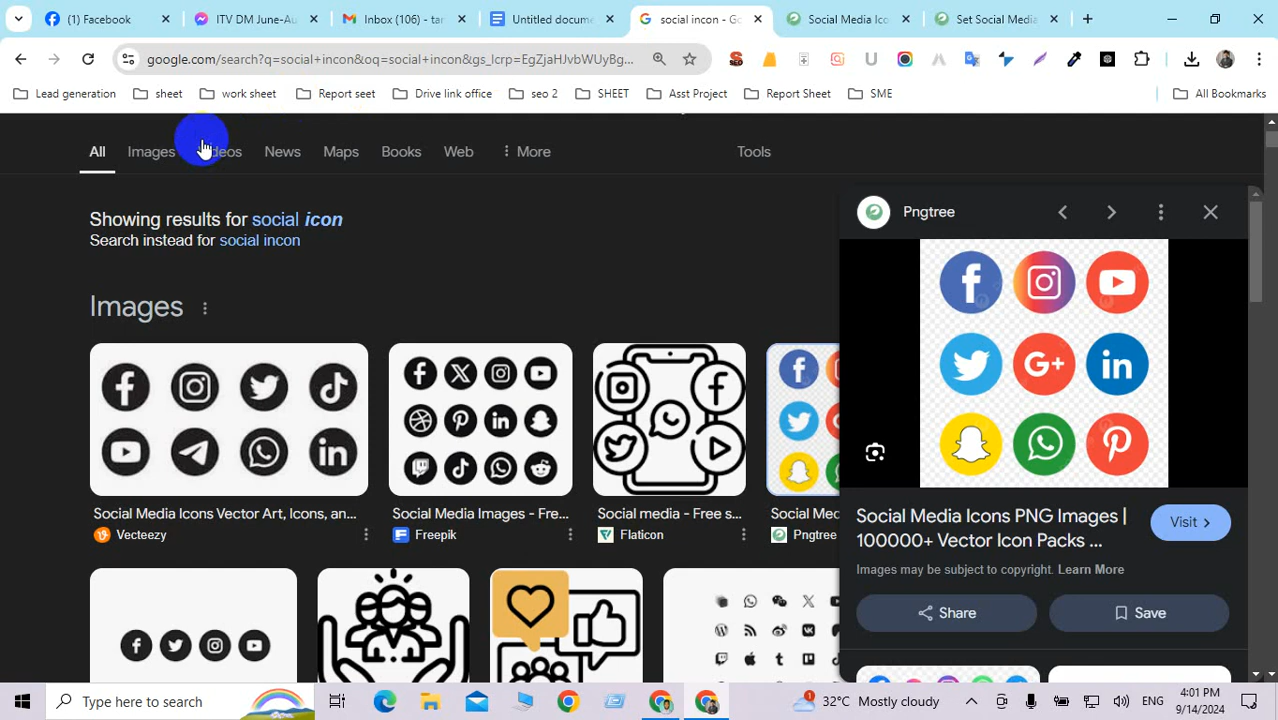 (1) Facebook
ITV DM June-Au
Inbox (106) - tar
Untitled docume
social incon - Go
Social Media Ico
Set Social Media
google.com/search?q=social+incon&oq=social+incon&gs_lcrp=EgZjaHJvbWUyBg...
Lead generation
sheet
work sheet
Report seet
Drive link office
seo 2
SHEET
Asst Project
Report Sheet
SME
All Bookmarks
All
Images
News
Maps
Books
Web
More
Tools
Showing results for social icon
Search instead for social incon
Images
Social Media Icons Vector Art, Icons, an...
Vecteezy
Social Media Images - Fre...
Freepik
Social media - Free s...
Flaticon
Social Med
Pngtree
Pngtree
Social Media Icons PNG Images |
100000+ Vector Icon Packs ...
Visit
Images may be subject to copyright. Learn More
Share
Save
Type here to search
32°C Mostly cloudy
ENG
4:01 PM
9/14/2024